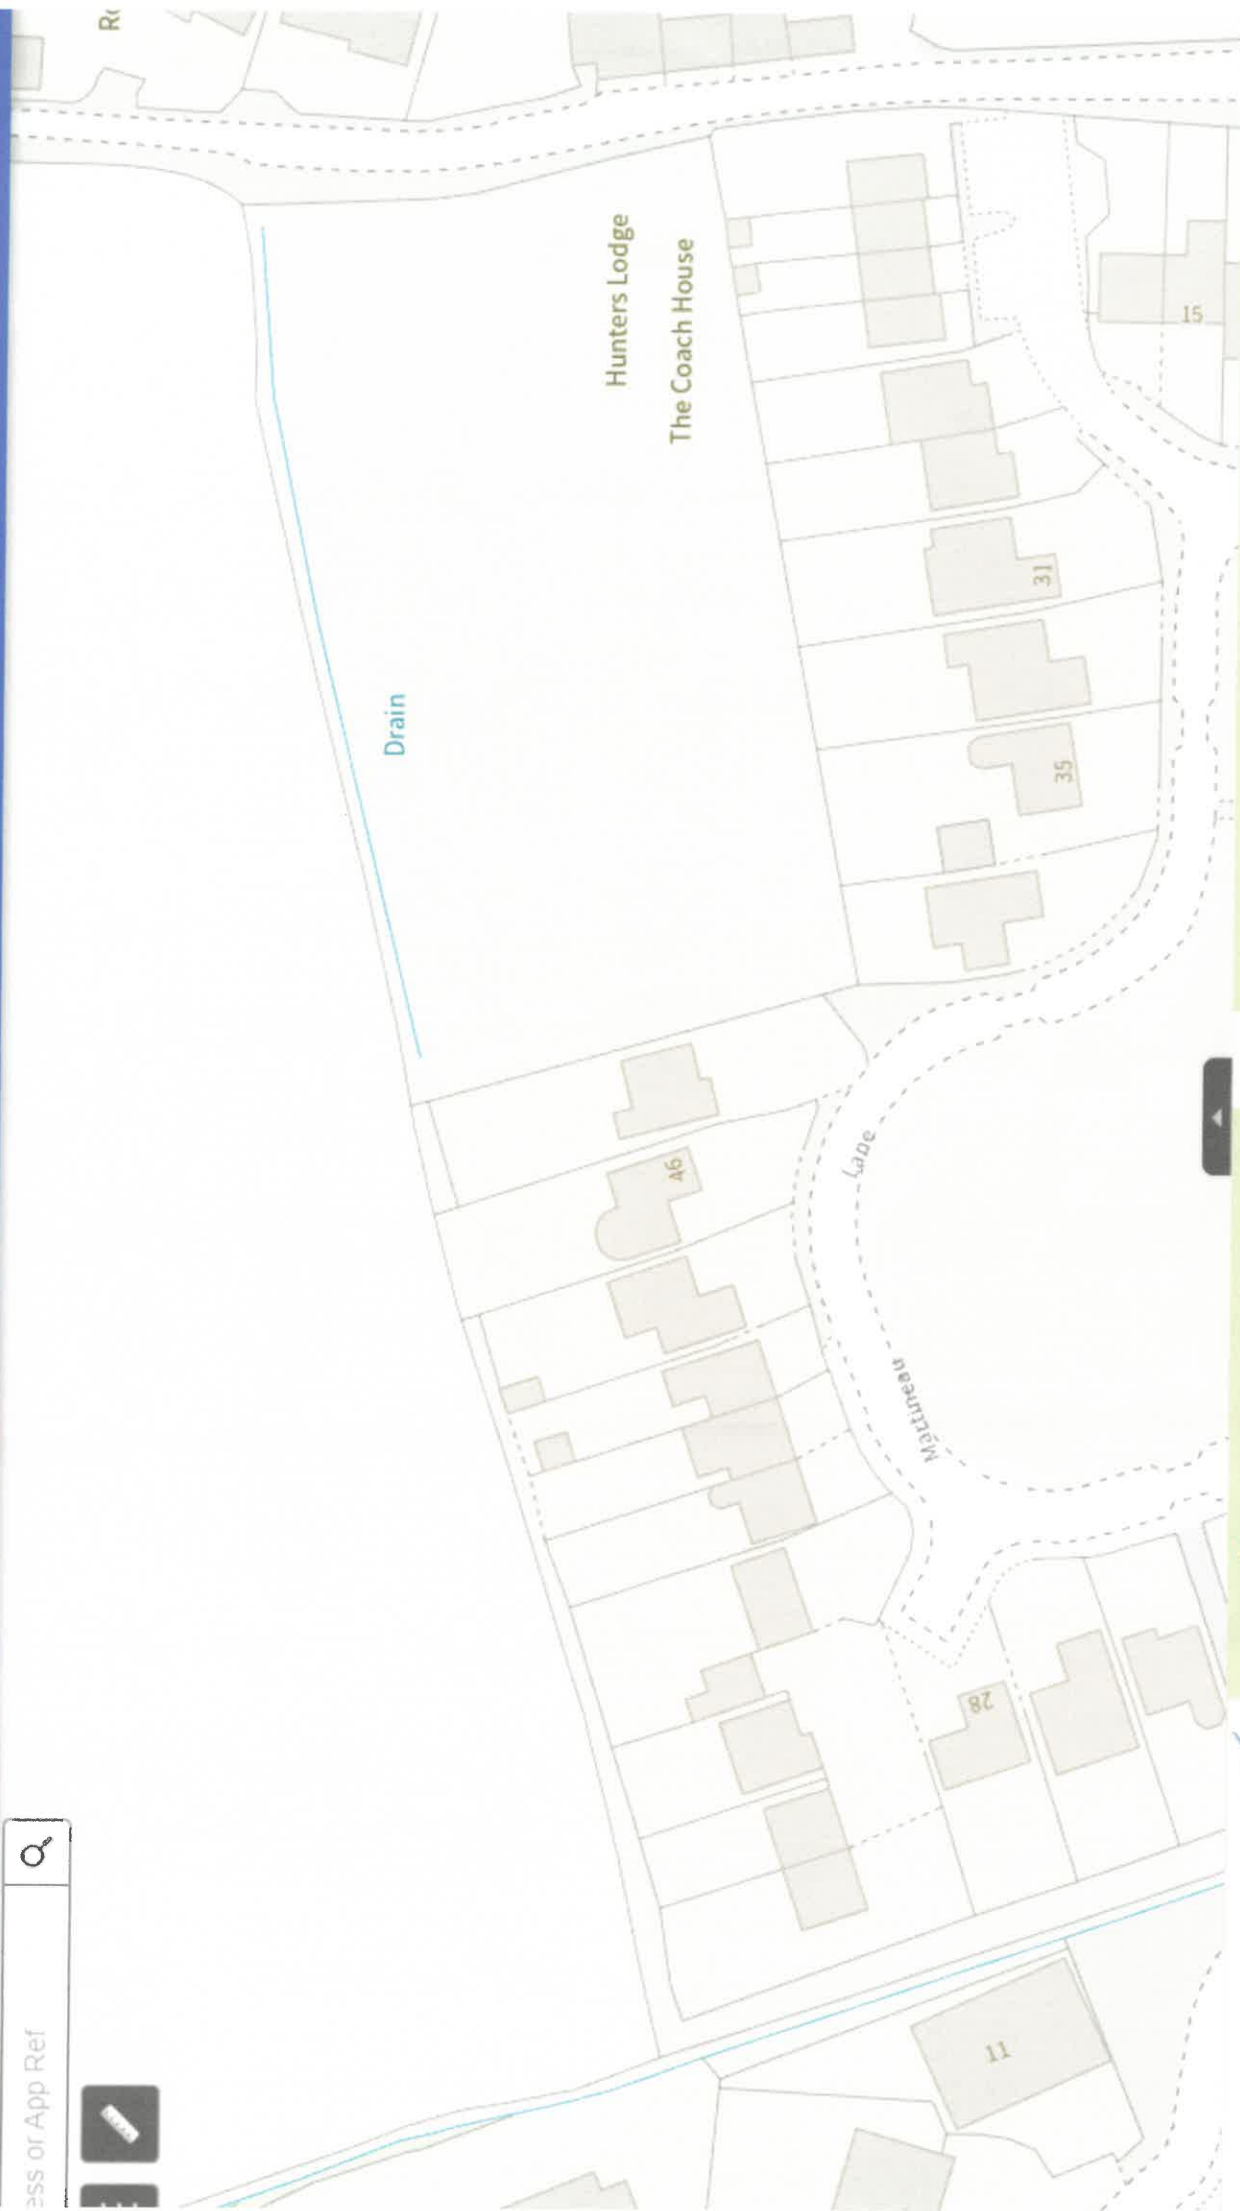 ess or App Ref
Drain
Hunters Lodge
The Coach House
31
35
15
46
Lane
Martineau
28
11